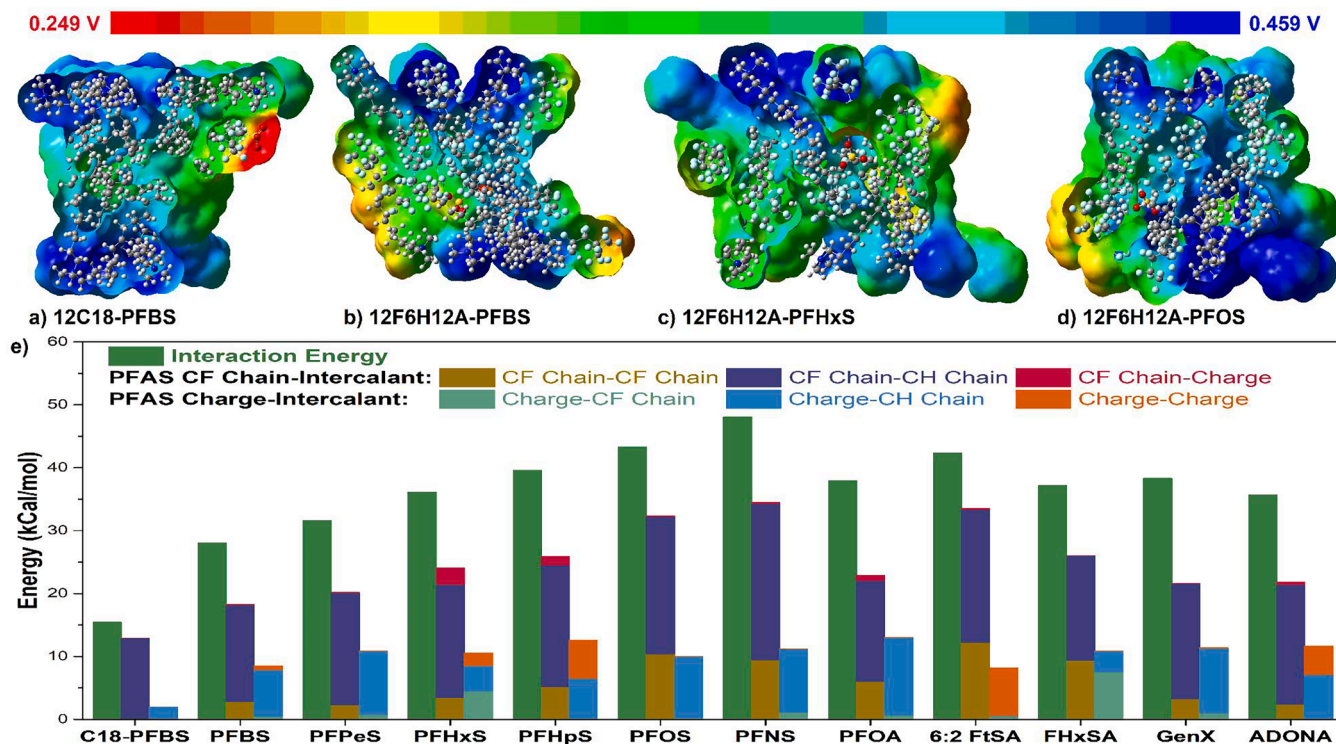 0.249 V 0.459 V
a) 12C18-PFBS b) 12F6H12A-PFBS c) 12F6H12A-PFHxS d) 12F6H12A-PFOS
e)
60
50
40
30
20
10
0
Energy (kCal/mol)
Interaction Energy
PFAS CF Chain-Intercalant: CF Chain-CF Chain CF Chain-CH Chain CF Chain-Charge
PFAS Charge-Intercalant: Charge-CF Chain Charge-CH Chain Charge-Charge
C18-PFBS PFBS PFPeS PFHxS PFHpS PFOS PFNS PFOA 6:2 FtSA FHxSA GenX ADONA